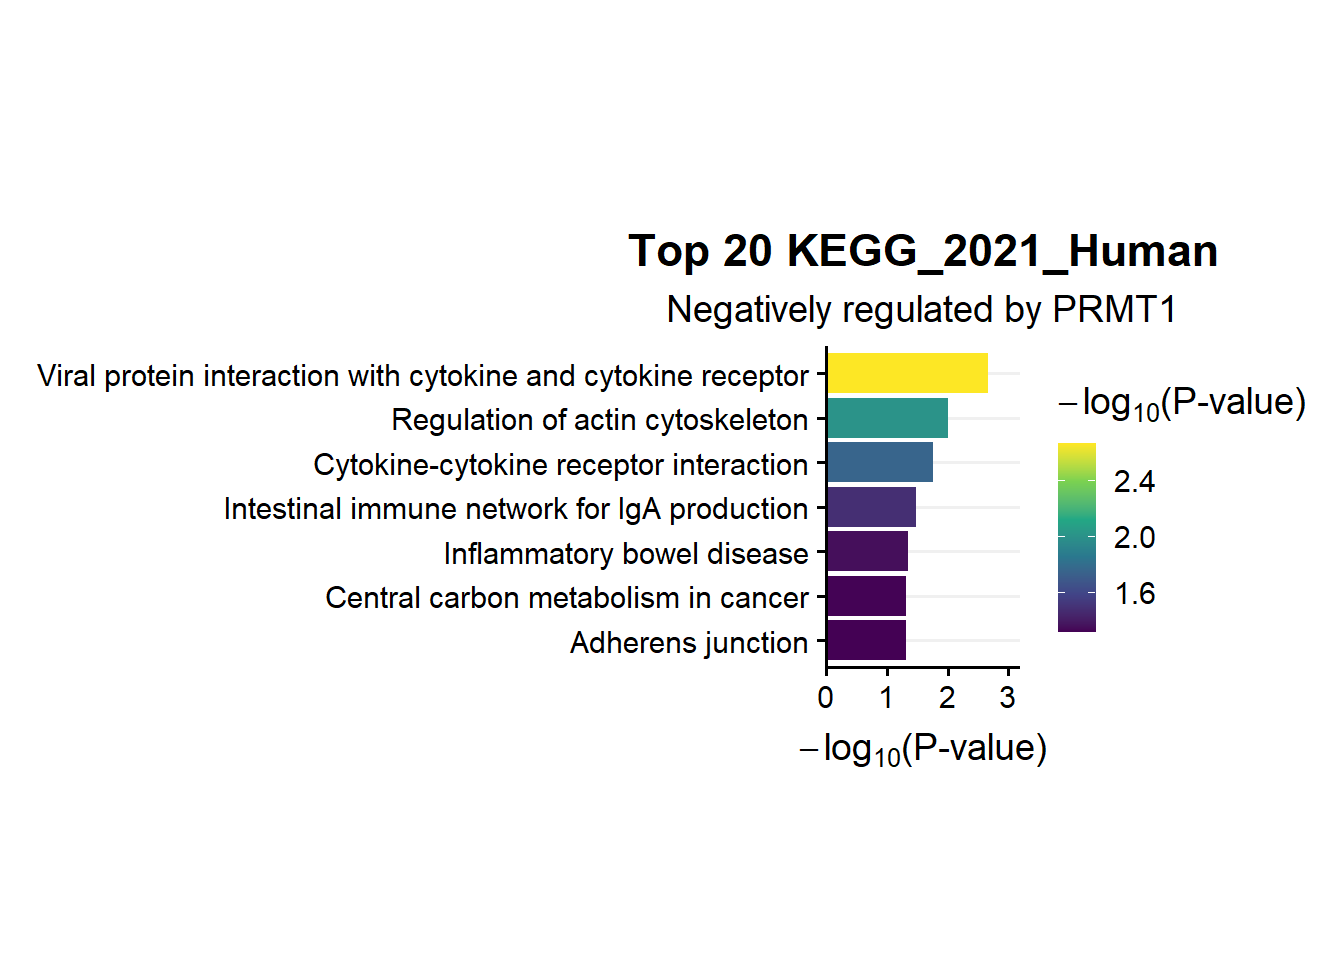 Top 20 KEGG_2021_Human
Negatively regulated by PRMT1
Viral protein interaction with cytokine and cytokine receptor
Regulation of actin cytoskeleton
Cytokine-cytokine receptor interaction
Intestinal immune network for IgA production
Inflammatory bowel disease
Central carbon metabolism in cancer
Adherens junction
0 1 2 3
−log₁₀(P-value)
−log₁₀(P-value)
2.4
2.0
1.6